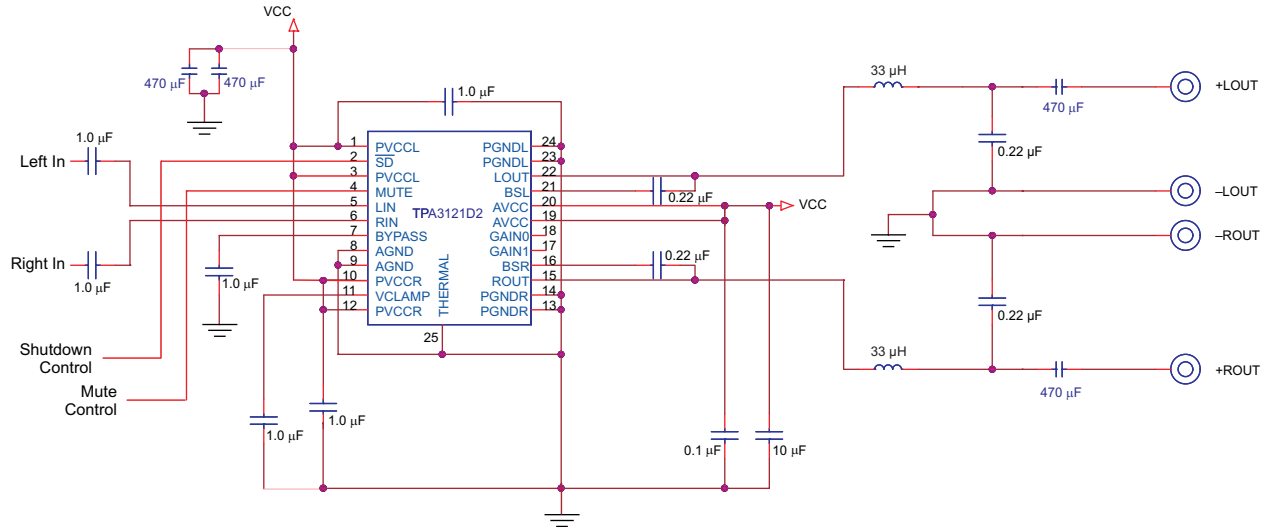 VCC
470 µF
470 µF
1.0 µF
1.0 µF
Left In
Right In
1.0 µF
1.0 µF
Shutdown
Control
Mute
Control
1.0 µF
1.0 µF
TPA3121D2
THERMAL
25
1 PVCCL
2 SD
3 PVCCL
4 MUTE
5 LIN
6 RIN
7 BYPASS
8 AGND
9 AGND
10 PVCCR
11 VCLAMP
12 PVCCR
PGNDL 24
PGNDL 23
LOUT 22
BSL 21
AVCC 20
AVCC 19
GAIN0 18
GAIN1 17
BSR 16
ROUT 15
PGNDR 14
PGNDR 13
0.22 µF
VCC
0.22 µF
0.1 µF
10 µF
33 µH
470 µF
+LOUT
0.22 µF
–LOUT
–ROUT
0.22 µF
33 µH
470 µF
+ROUT